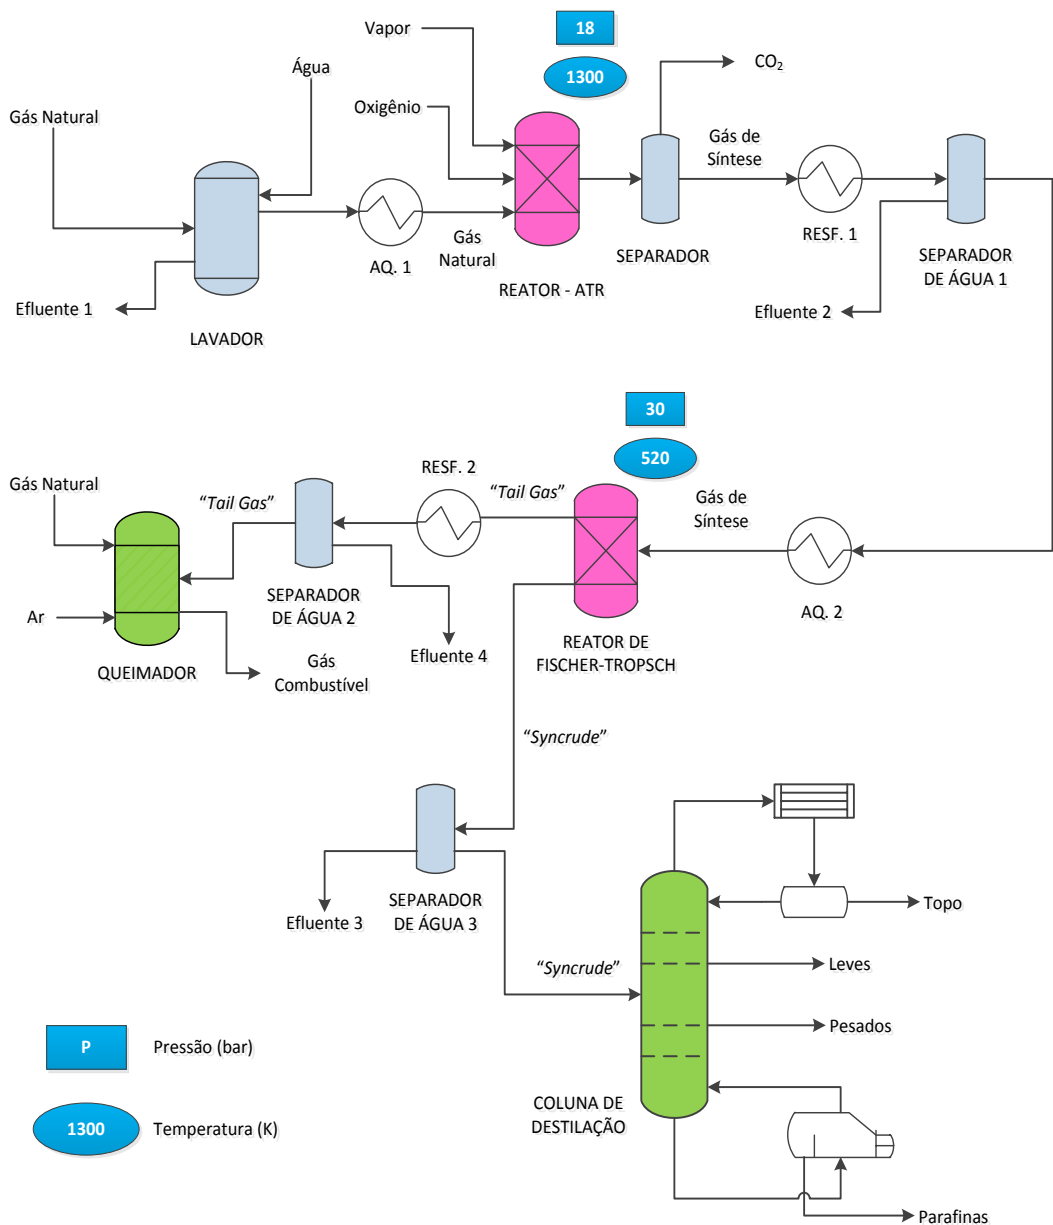 Vapor
18
1300
CO₂
Água
Oxigênio
Gás Natural
Gás de
Síntese
AQ. 1
Gás
Natural
SEPARADOR
RESF. 1
SEPARADOR
DE ÁGUA 1
REATOR - ATR
Efluente 1
Efluente 2
LAVADOR
30
520
RESF. 2
Gás Natural
“Tail Gas”
“Tail Gas”
Gás de
Síntese
SEPARADOR
DE ÁGUA 2
Ar
AQ. 2
REATOR DE
FISCHER-TROPSCH
Efluente 4
QUEIMADOR
Gás
Combustível
“Syncrude”
SEPARADOR
DE ÁGUA 3
Efluente 3
Topo
“Syncrude”
Leves
Pesados
P
Pressão (bar)
COLUNA DE
DESTILAÇÃO
1300
Temperatura (K)
Parafinas